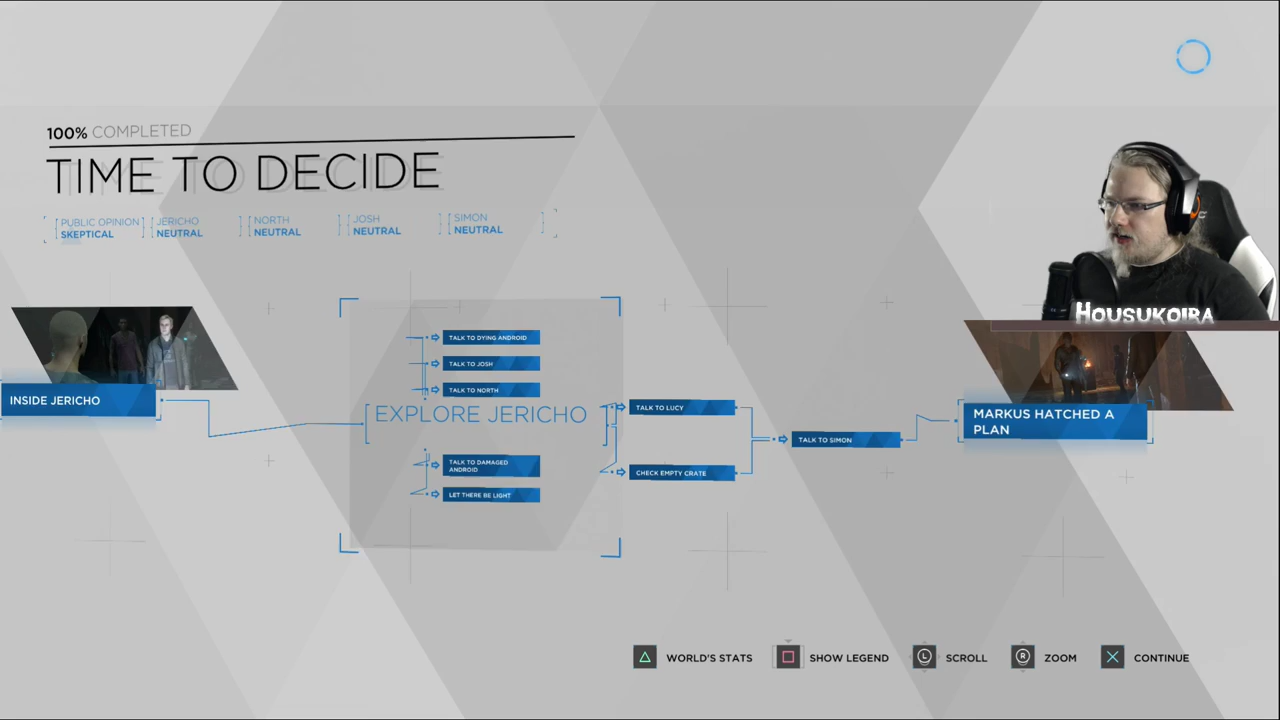 100% COMPLETED
TIME TO DECIDE
PUBLIC OPINION JERICHO NORTH JOSH SIMON
SKEPTICAL NEUTRAL NEUTRAL NEUTRAL NEUTRAL
HOUSUKOIRA
TALK TO DYING ANDROID
TALK TO JOSH
TALK TO NORTH
INSIDE JERICHO
EXPLORE JERICHO
TALK TO LUCY
MARKUS HATCHED A
PLAN
TALK TO SIMON
TALK TO DAMAGED
ANDROID
CHECK EMPTY CRATE
LET THERE BE LIGHT
WORLD'S STATS SHOW LEGEND L SCROLL R ZOOM CONTINUE